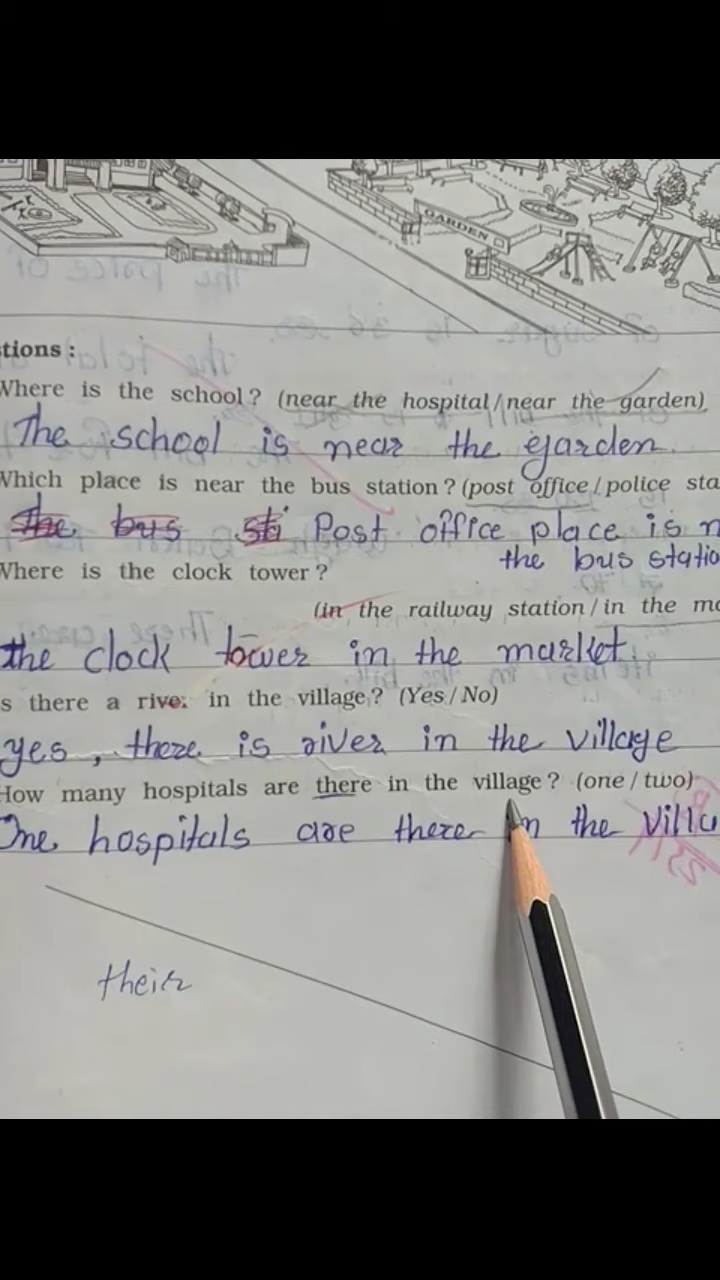 GARDEN
tions :
Where is the school? (near the hospital/near the garden)
The school is near the garden.
Which place is near the bus station? (post office/police sta
The bus sti Post office place is n
the bus statio
Where is the clock tower?
(in the railway station/in the ma
the clock tower in the market.
s there a river in the village? (Yes/No)
yes, there is river in the village
How many hospitals are there in the village? (one/two)
One hospitals are there in the villa
their